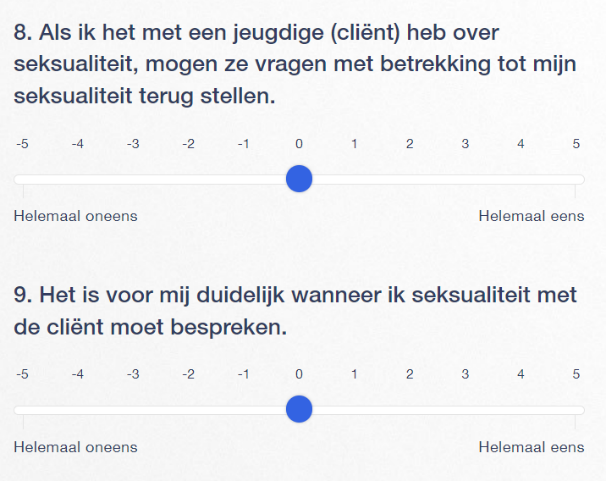 8. Als ik het met een jeugdige (cliënt) heb over
seksualiteit, mogen ze vragen met betrekking tot mijn
seksualiteit terug stellen.
-5 -4 -3 -2 -1 0 1 2 3 4 5
Helemaal oneens Helemaal eens
9. Het is voor mij duidelijk wanneer ik seksualiteit met
de cliënt moet bespreken.
-5 -4 -3 -2 -1 0 1 2 3 4 5
Helemaal oneens Helemaal eens